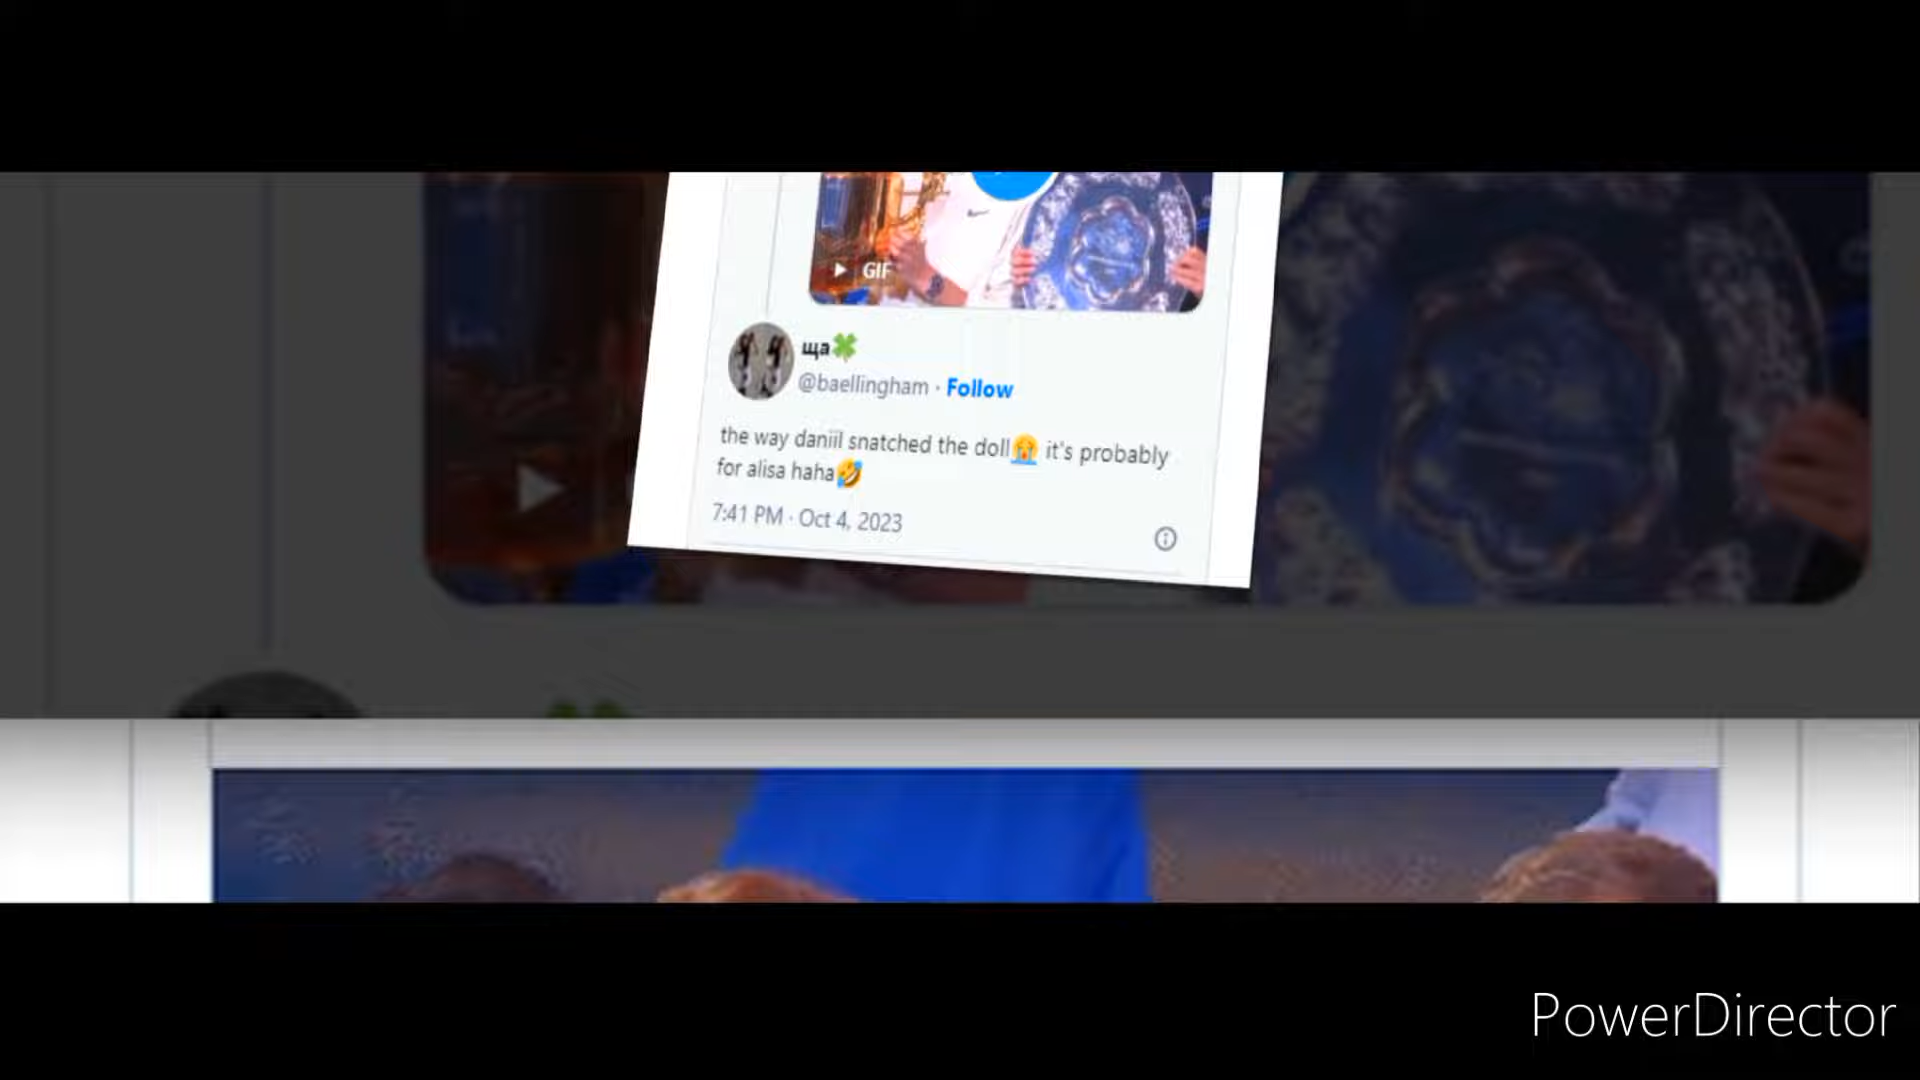 GIF
ща🍀
@baellingham · Follow
the way daniil snatched the doll😭 it's probably
for alisa haha🤣
7:41 PM · Oct 4, 2023
PowerDirector